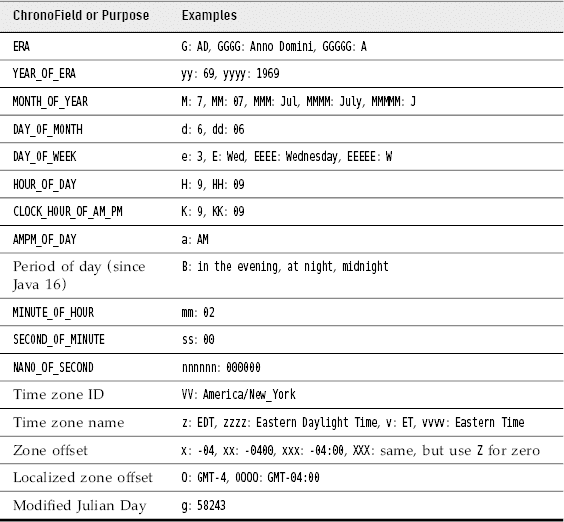 ChronoField or Purpose Examples
ERA G: AD, GGGG: Anno Domini, GGGGG: A
YEAR_OF_ERA yy: 69, yyyy: 1969
MONTH_OF_YEAR M: 7, MM: 07, MMM: Jul, MMMM: July, MMMMM: J
DAY_OF_MONTH d: 6, dd: 06
DAY_OF_WEEK e: 3, E: Wed, EEEE: Wednesday, EEEEE: W
HOUR_OF_DAY H: 9, HH: 09
CLOCK_HOUR_OF_AM_PM K: 9, KK: 09
AMPM_OF_DAY a: AM
Period of day (since B: in the evening, at night, midnight
Java 16)
MINUTE_OF_HOUR mm: 02
SECOND_OF_MINUTE ss: 00
NANO_OF_SECOND nnnnnn: 000000
Time zone ID VV: America/New_York
Time zone name z: EDT, zzzz: Eastern Daylight Time, v: ET, vvvv: Eastern Time
Zone offset x: -04, xx: -0400, xxx: -04:00, XXX: same, but use Z for zero
Localized zone offset O: GMT-4, OOOO: GMT-04:00
Modified Julian Day g: 58243